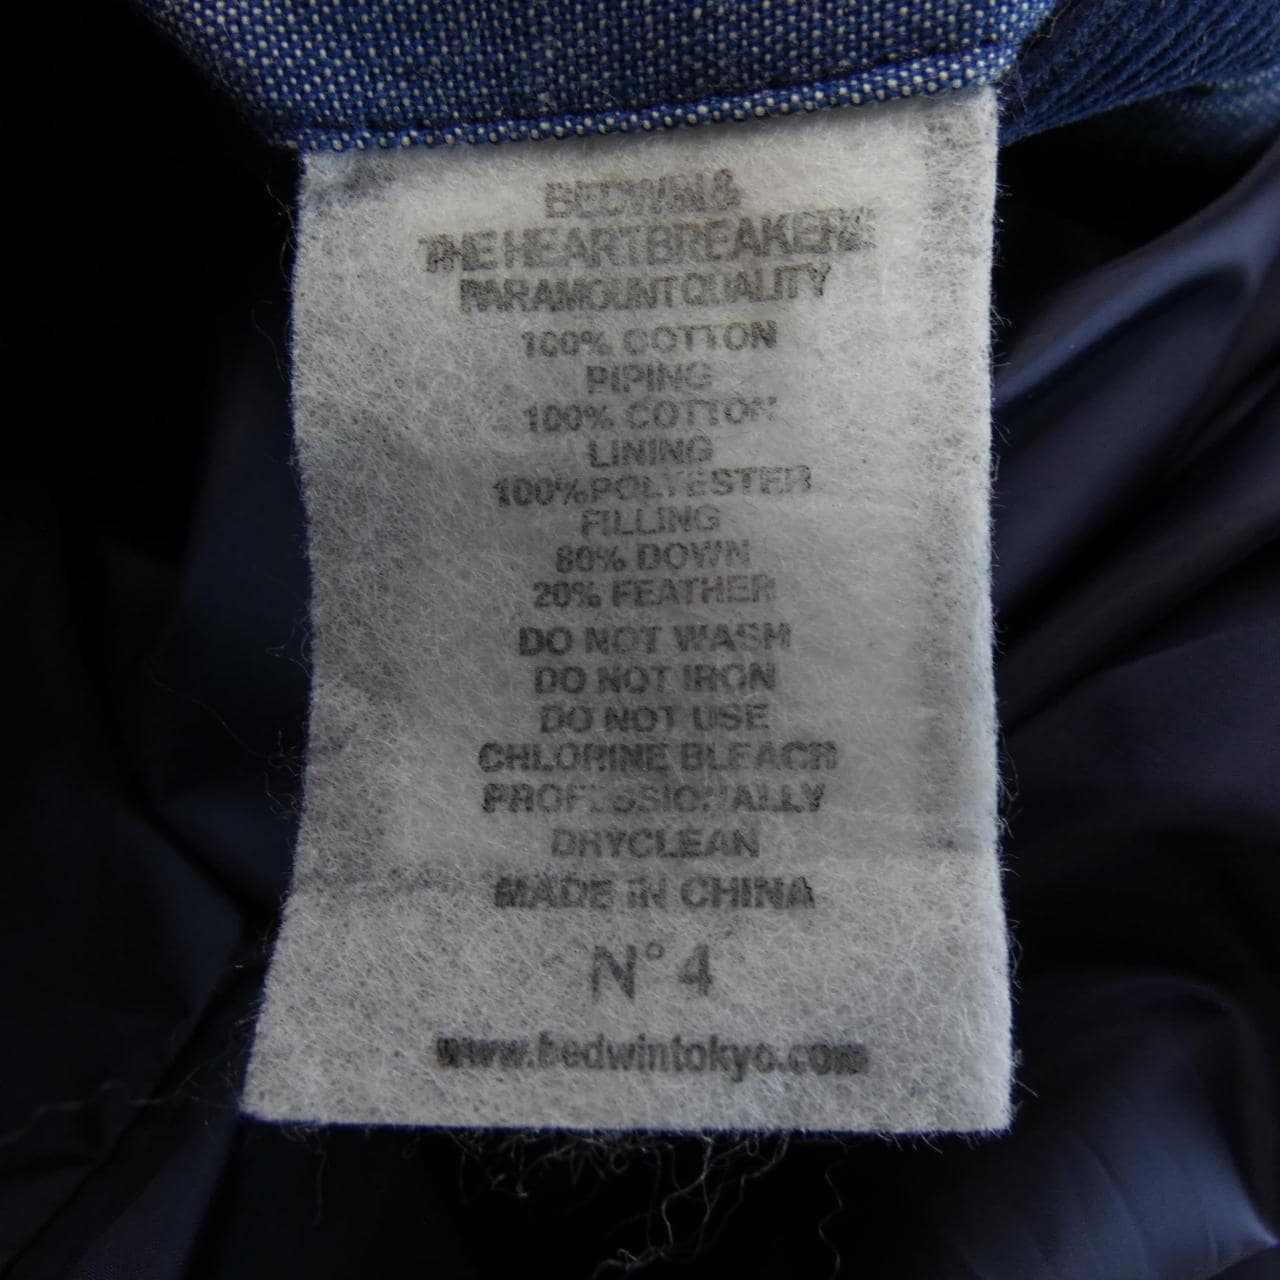 BEDWIN &
THE HEARTBREAKERS
PARAMOUNT QUALITY
100% COTTON
PIPING
100% COTTON
LINING
100% POLYESTER
FILLING
80% DOWN
20% FEATHER
DO NOT WASH
DO NOT IRON
DO NOT USE
CHLORINE BLEACH
PROFESSIONALLY
DRYCLEAN
MADE IN CHINA
N° 4
www.bedwintokyo.com